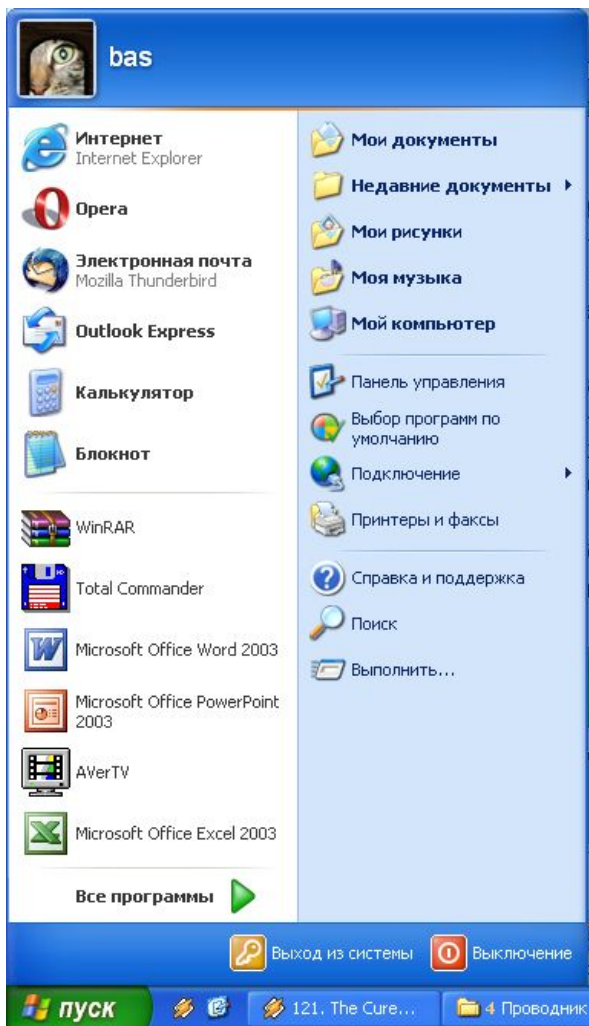 bas
Интернет
Internet Explorer
Opera
Электронная почта
Mozilla Thunderbird
Outlook Express
Калькулятор
Блокнот
WinRAR
Total Commander
Microsoft Office Word 2003
Microsoft Office PowerPoint
2003
AVerTV
Microsoft Office Excel 2003
Все программы
Мои документы
Недавние документы
Мои рисунки
Моя музыка
Мой компьютер
Панель управления
Выбор программ по
умолчанию
Подключение
Принтеры и факсы
Справка и поддержка
Поиск
Выполнить...
Выход из системы
Выключение
пуск
121. The Cure...
4 Проводник